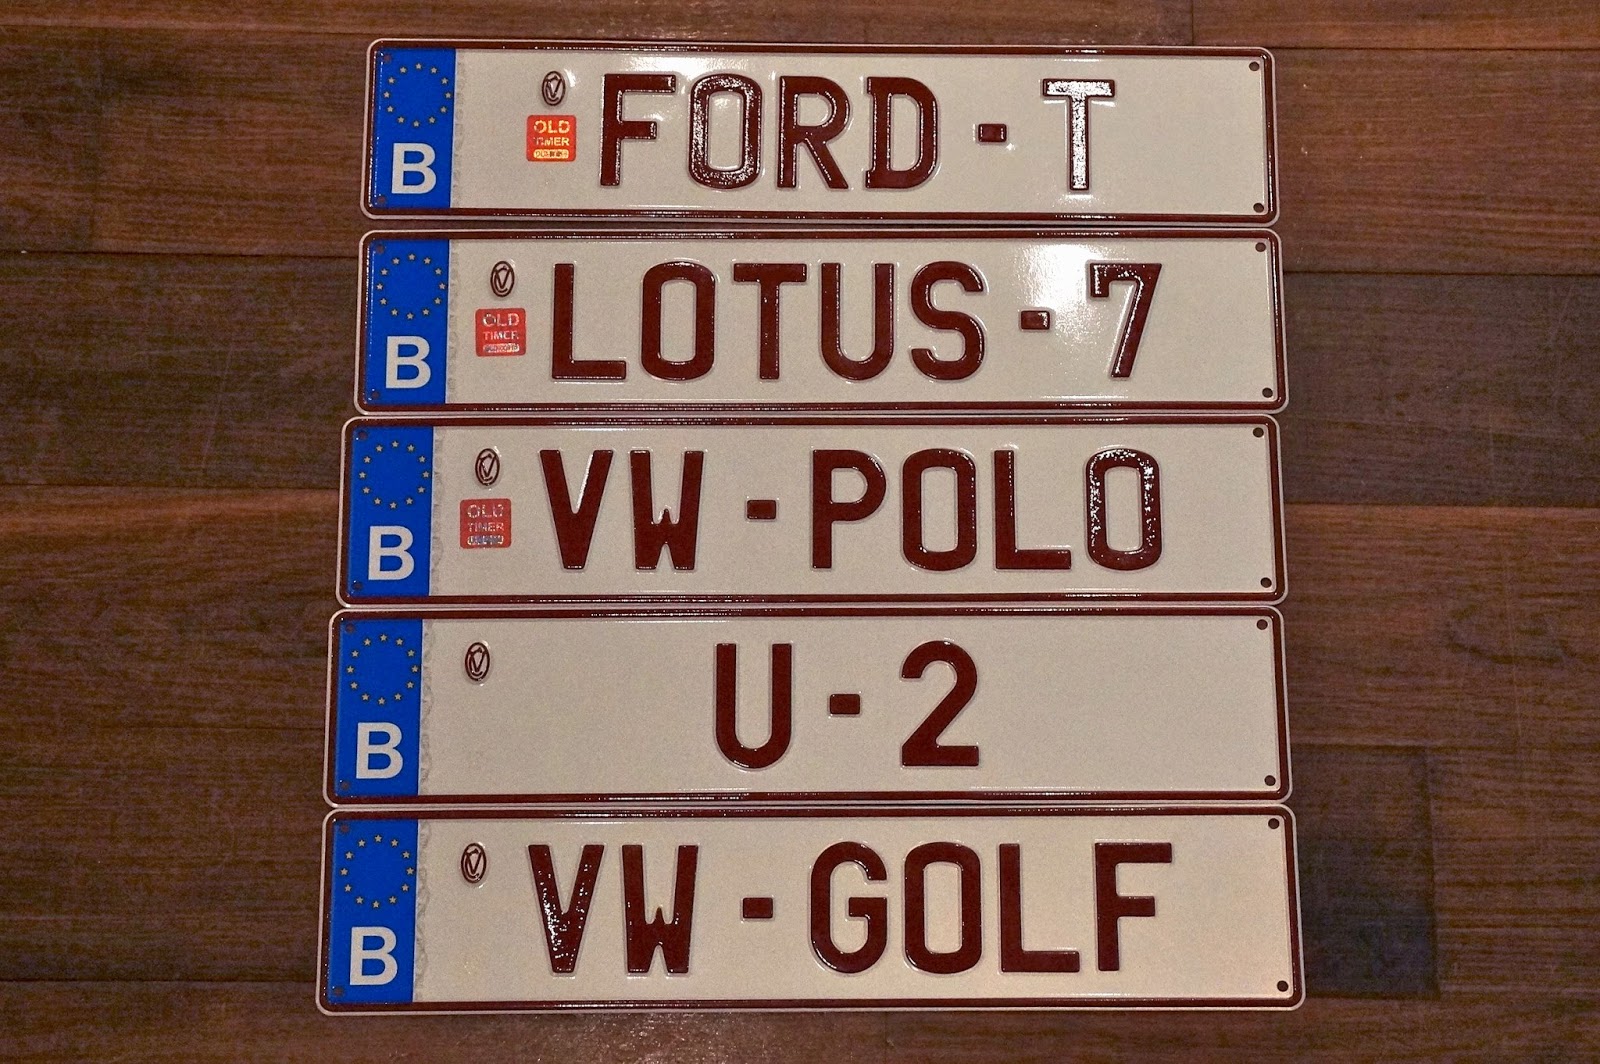 B OLD FORD-T
TIMER
B OLD LOTUS-7
TIMER
B OLD VW-POLO
TIMER
B U-2
B VW-GOLF